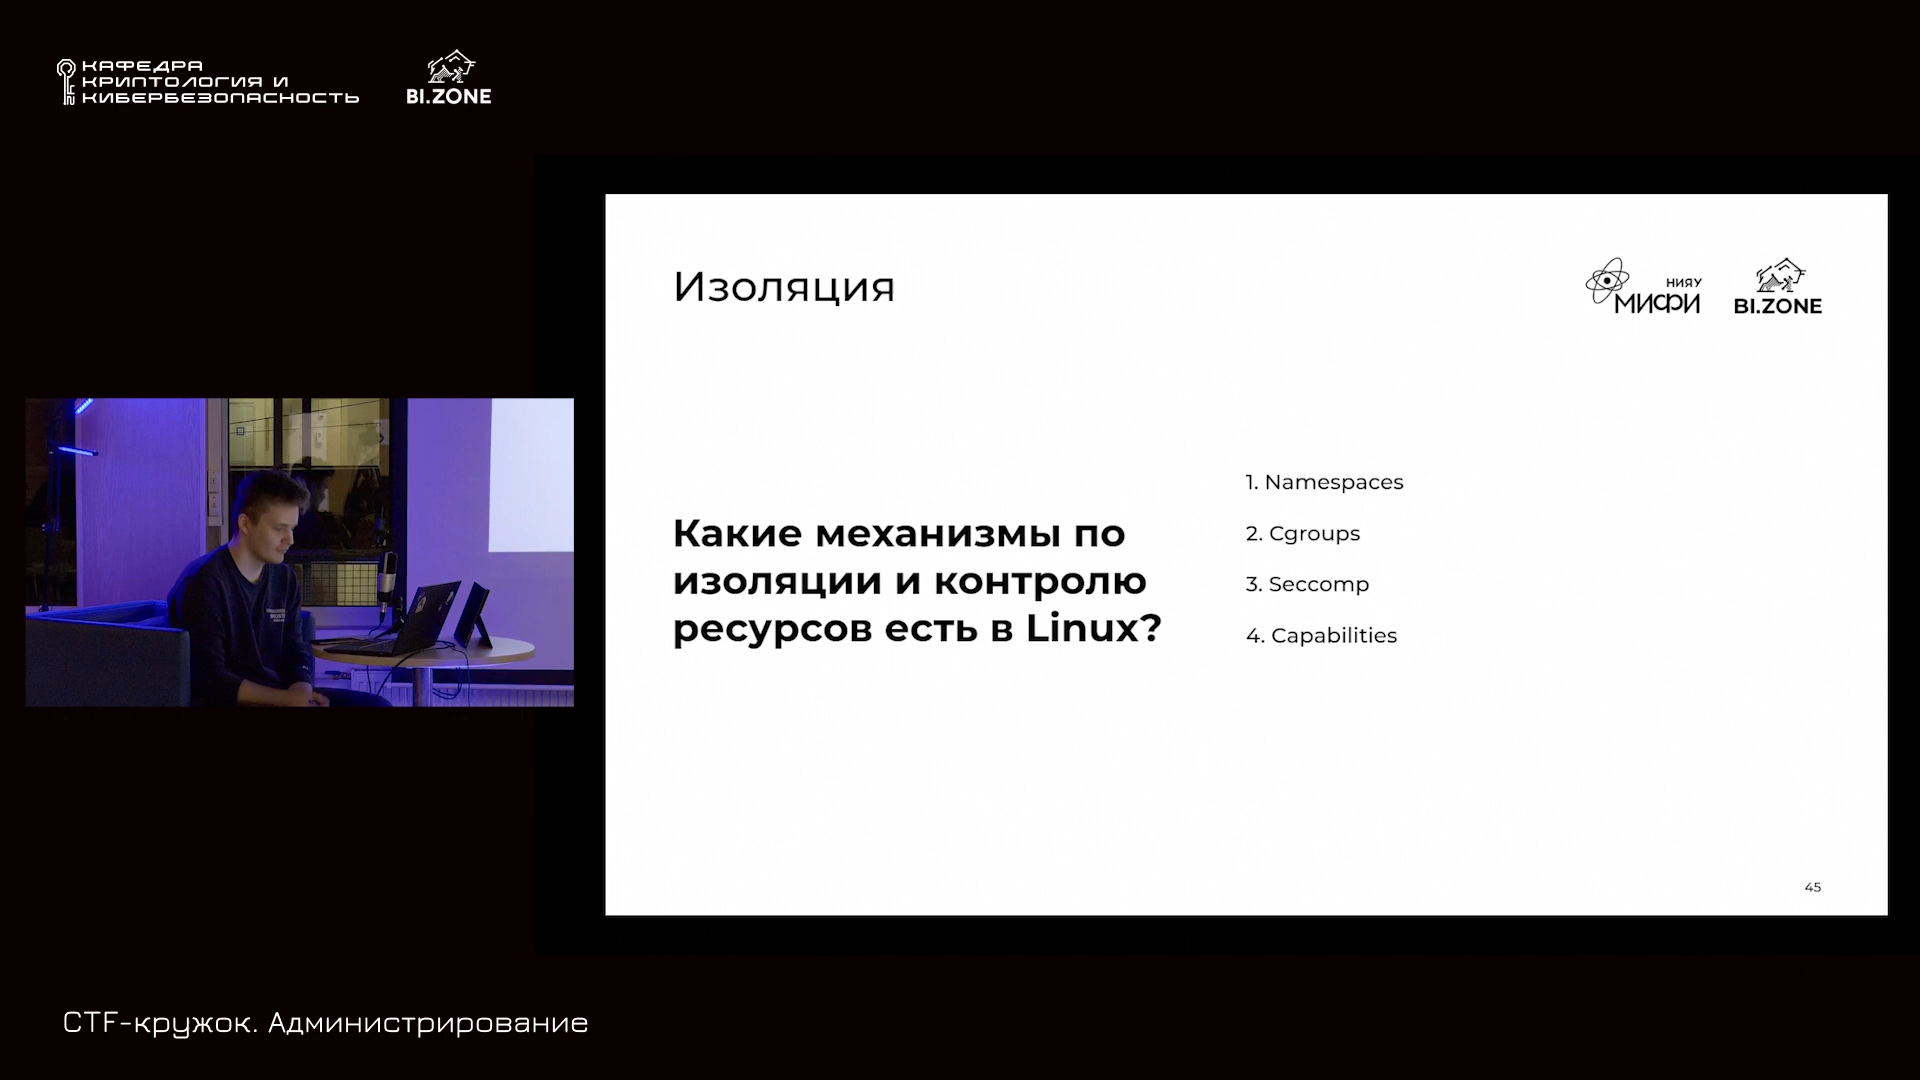 КАФЕДРА
КРИПТОЛОГИЯ И
КИБЕРБЕЗОПАСНОСТЬ
BI.ZONE
Изоляция
НИЯУ
МИФИ
BI.ZONE
Какие механизмы по
изоляции и контролю
ресурсов есть в Linux?
1. Namespaces
2. Cgroups
3. Seccomp
4. Capabilities
45
CTF-кружок. Администрирование